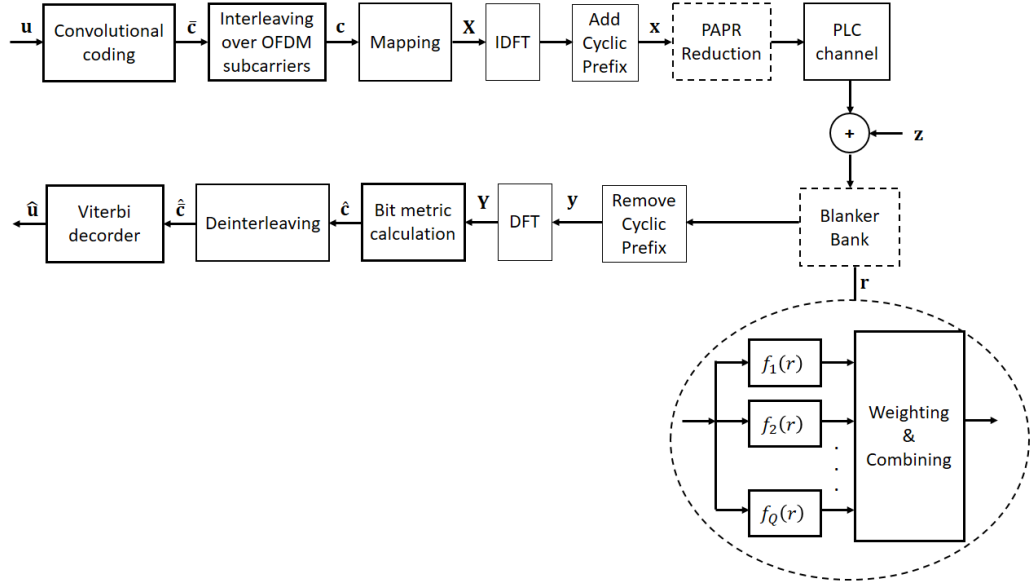 u
Convolutional
coding
c̄
Interleaving
over OFDM
subcarriers
c
Mapping
X
IDFT
Add
Cyclic
Prefix
x
PAPR
Reduction
PLC
channel
+
z
û
Viterbi
decorder
c̄̂
Deinterleaving
ĉ
Bit metric
calculation
Y
DFT
y
Remove
Cyclic
Prefix
Blanker
Bank
r
f₁(r)
f₂(r)
.
.
.
f_Q(r)
Weighting
&
Combining